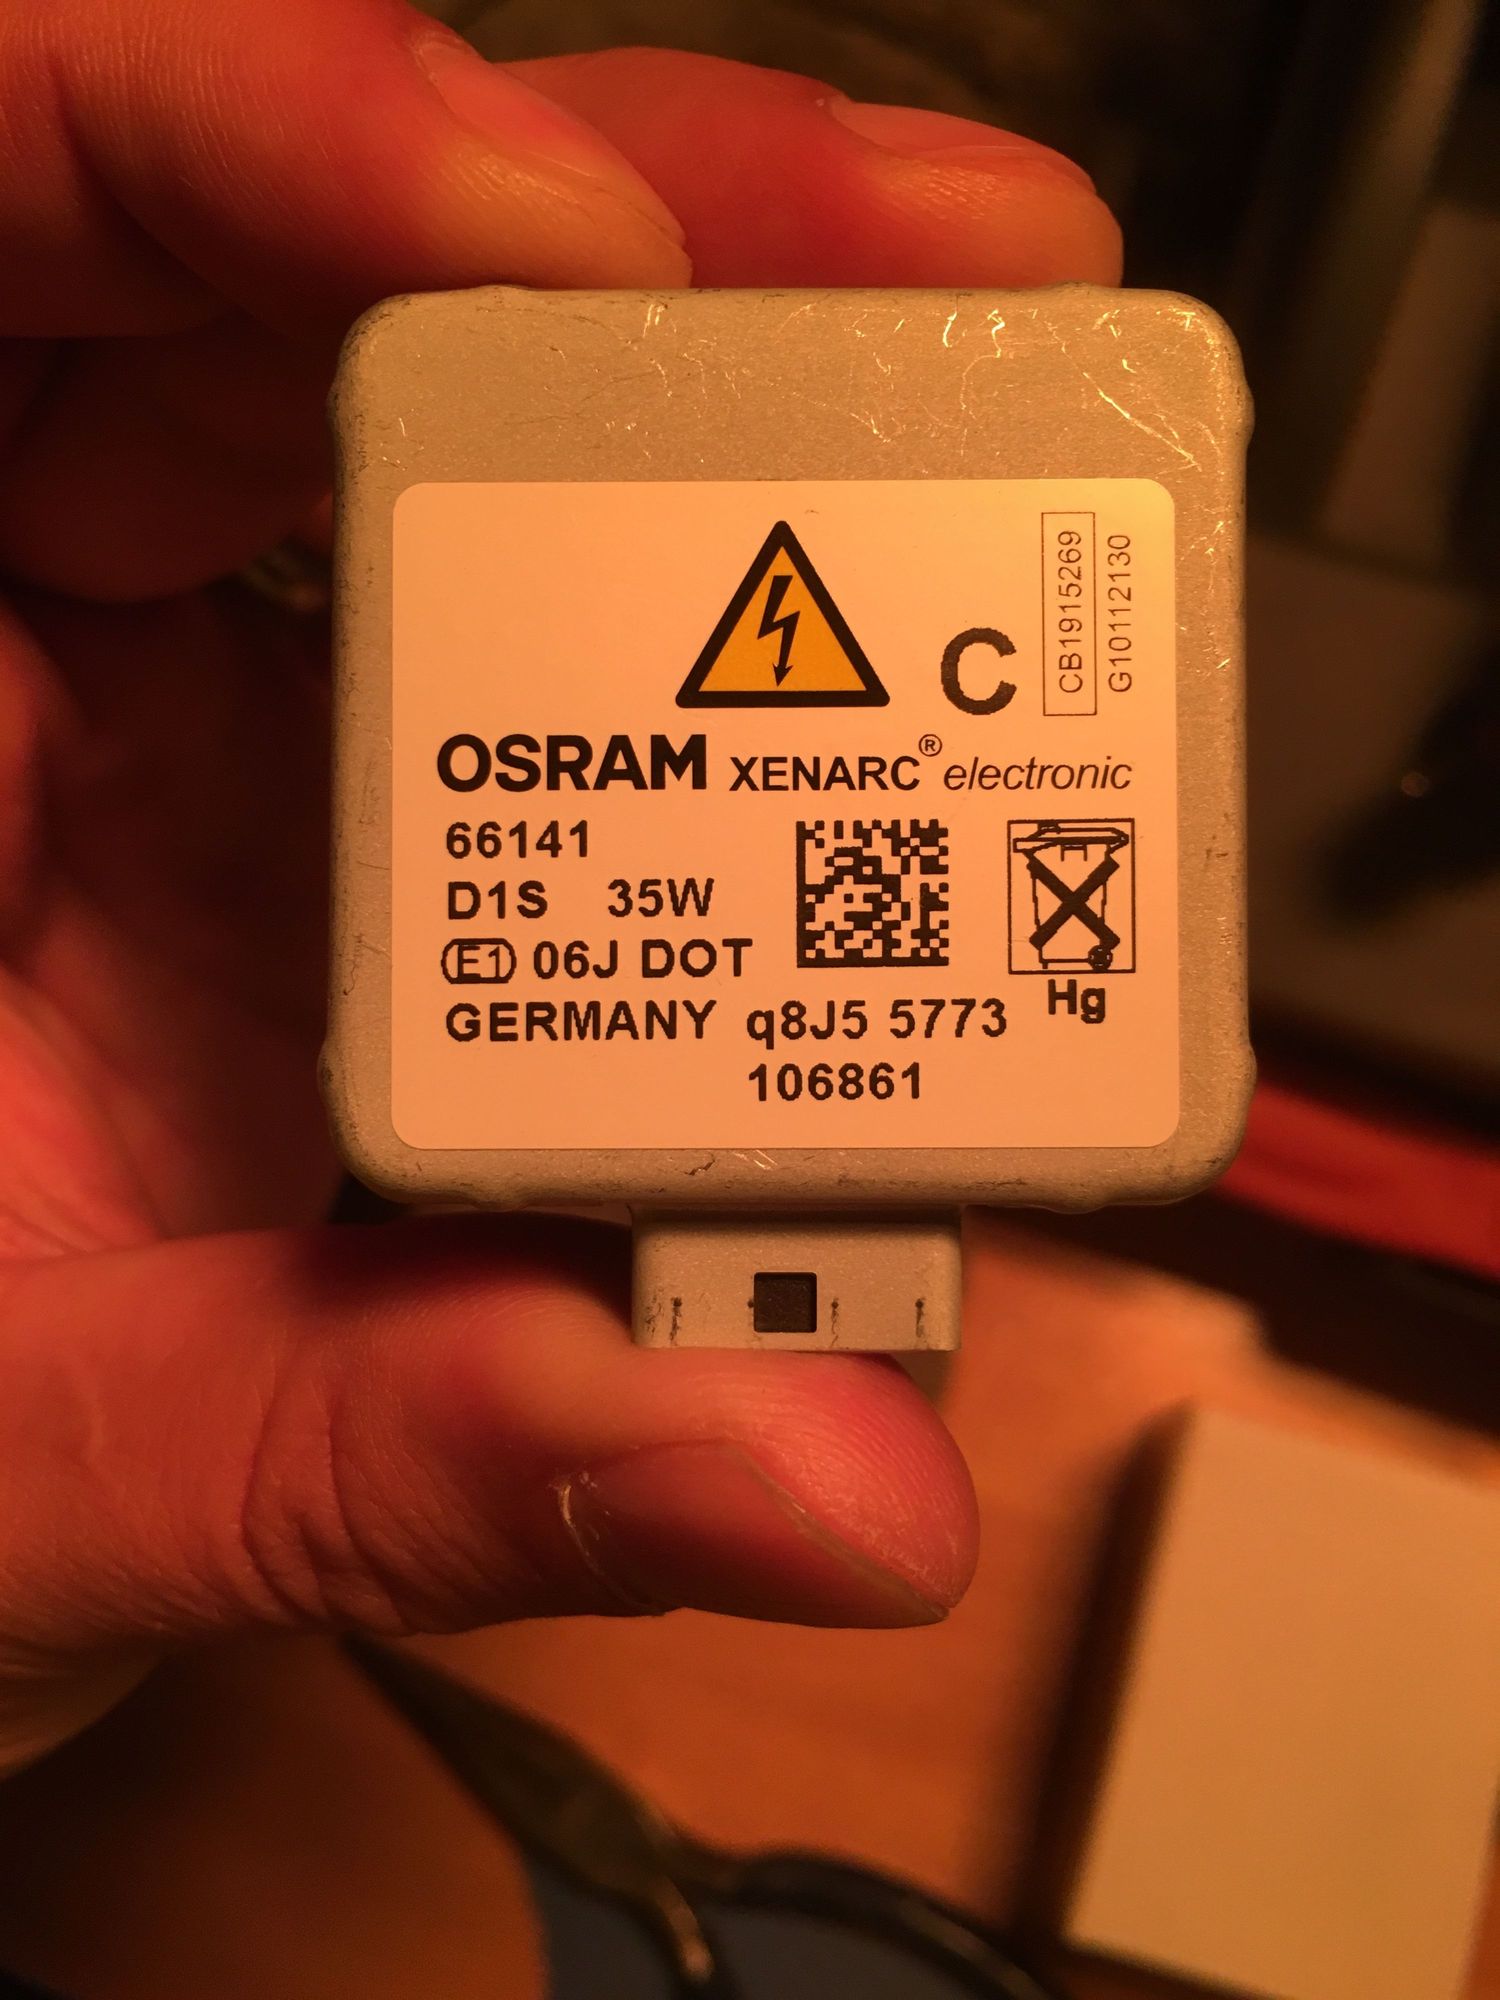 CB1915269
G10112130
C
OSRAM XENARC® electronic
66141
D1S 35W
E1 06J DOT
Hg
GERMANY q8J5 5773
106861